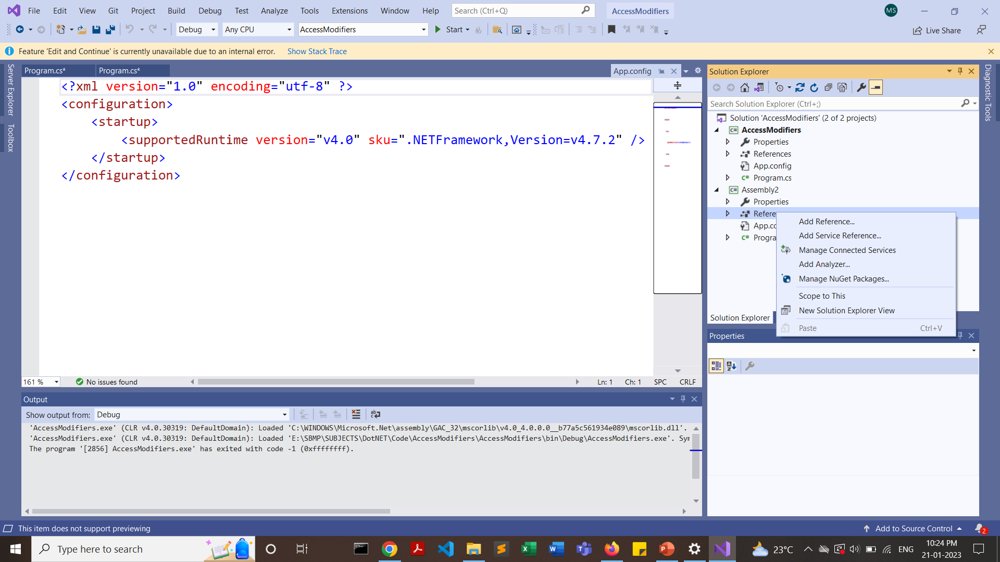 File Edit View Git Project Build Debug Test Analyze Tools Extensions Window Help Search (Ctrl+Q) AccessModifiers MS
Debug Any CPU AccessModifiers Start Live Share
Feature 'Edit and Continue' is currently unavailable due to an internal error. Show Stack Trace
Server Explorer
Toolbox
Program.cs* Program.cs* App.config
<?xml version="1.0" encoding="utf-8" ?>
<configuration>
<startup>
<supportedRuntime version="v4.0" sku=".NETFramework,Version=v4.7.2" />
</startup>
</configuration>
161 % No issues found Ln: 1 Ch: 1 SPC CRLF
Solution Explorer
Search Solution Explorer (Ctrl+;)
Solution 'AccessModifiers' (2 of 2 projects)
AccessModifiers
Properties
References
App.config
Program.cs
Assembly2
Properties
Refere
App.co
Progra
Add Reference...
Add Service Reference...
Manage Connected Services
Add Analyzer...
Manage NuGet Packages...
Scope to This
New Solution Explorer View
Paste Ctrl+V
Solution Explorer
Properties
Diagnostic Tools
Output
Show output from: Debug
'AccessModifiers.exe' (CLR v4.0.30319: DefaultDomain): Loaded 'C:\WINDOWS\Microsoft.Net\assembly\GAC_32\mscorlib\v4.0_4.0.0.0__b77a5c561934e089\mscorlib.dll'.
'AccessModifiers.exe' (CLR v4.0.30319: DefaultDomain): Loaded 'E:\SBMP\SUBJECTS\DotNET\Code\AccessModifiers\AccessModifiers\bin\Debug\AccessModifiers.exe'. Sym
The program '[2856] AccessModifiers.exe' has exited with code -1 (0xffffffff).
This item does not support previewing Add to Source Control 2
Type here to search 23°C ENG 10:24 PM
21-01-2023